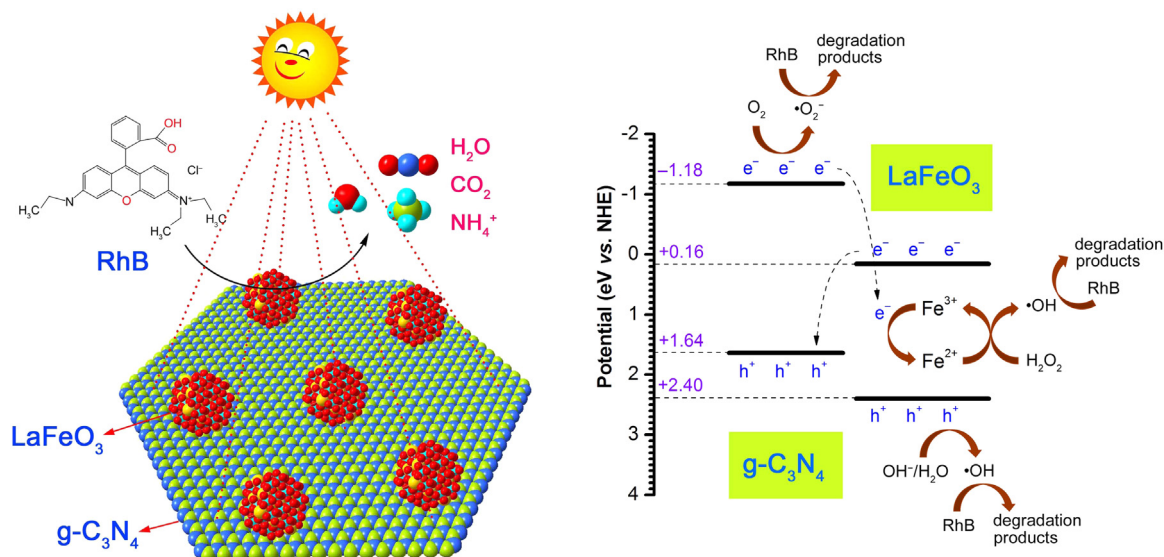 OH
O
Cl⁻
O
N
N⁺
CH₃
H₃C
H₃C
CH₃
RhB
H₂O
CO₂
NH₄⁺
LaFeO₃
g-C₃N₄
Potential (eV vs. NHE)
-2
-1
0
1
2
3
4
−1.18
+0.16
+1.64
+2.40
RhB
degradation
products
O₂
•O₂⁻
e⁻ e⁻ e⁻
LaFeO₃
e⁻ e⁻ e⁻
e⁻
Fe³⁺
Fe²⁺
•OH
H₂O₂
degradation
products
RhB
h⁺ h⁺ h⁺
h⁺ h⁺ h⁺
g-C₃N₄
OH⁻/H₂O
•OH
RhB
degradation
products